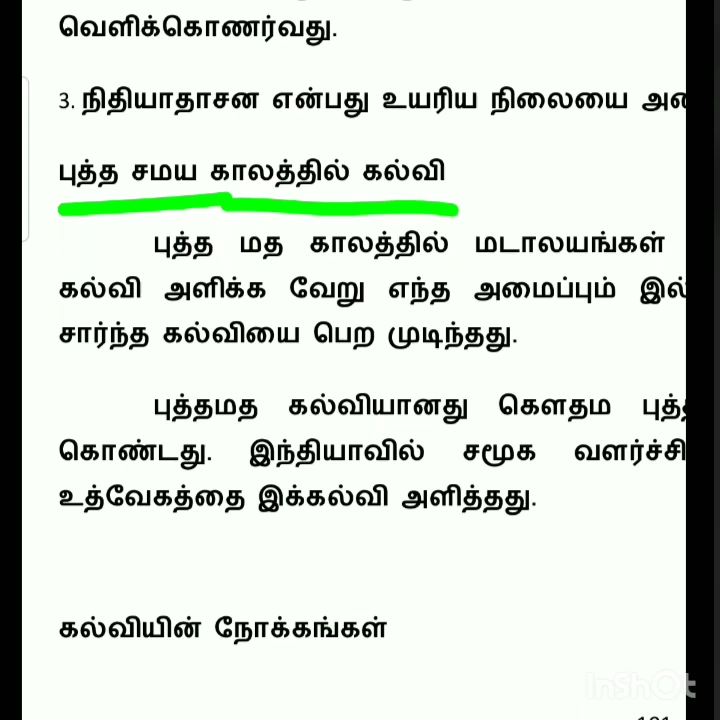 வெளிக்கொணர்வது.
3. நிதியாதாசன என்பது உயரிய நிலையை
புத்த சமய காலத்தில் கல்வி
புத்த மத காலத்தில் மடாலயங்கள்
கல்வி அளிக்க வேறு எந்த அமைப்பும்
சார்ந்த கல்வியை பெற முடிந்தது.
புத்தமத கல்வியானது கௌதம
கொண்டது. இந்தியாவில் சமூக
உத்வேகத்தை இக்கல்வி அளித்தது.
கல்வியின் நோக்கங்கள்
InShOt